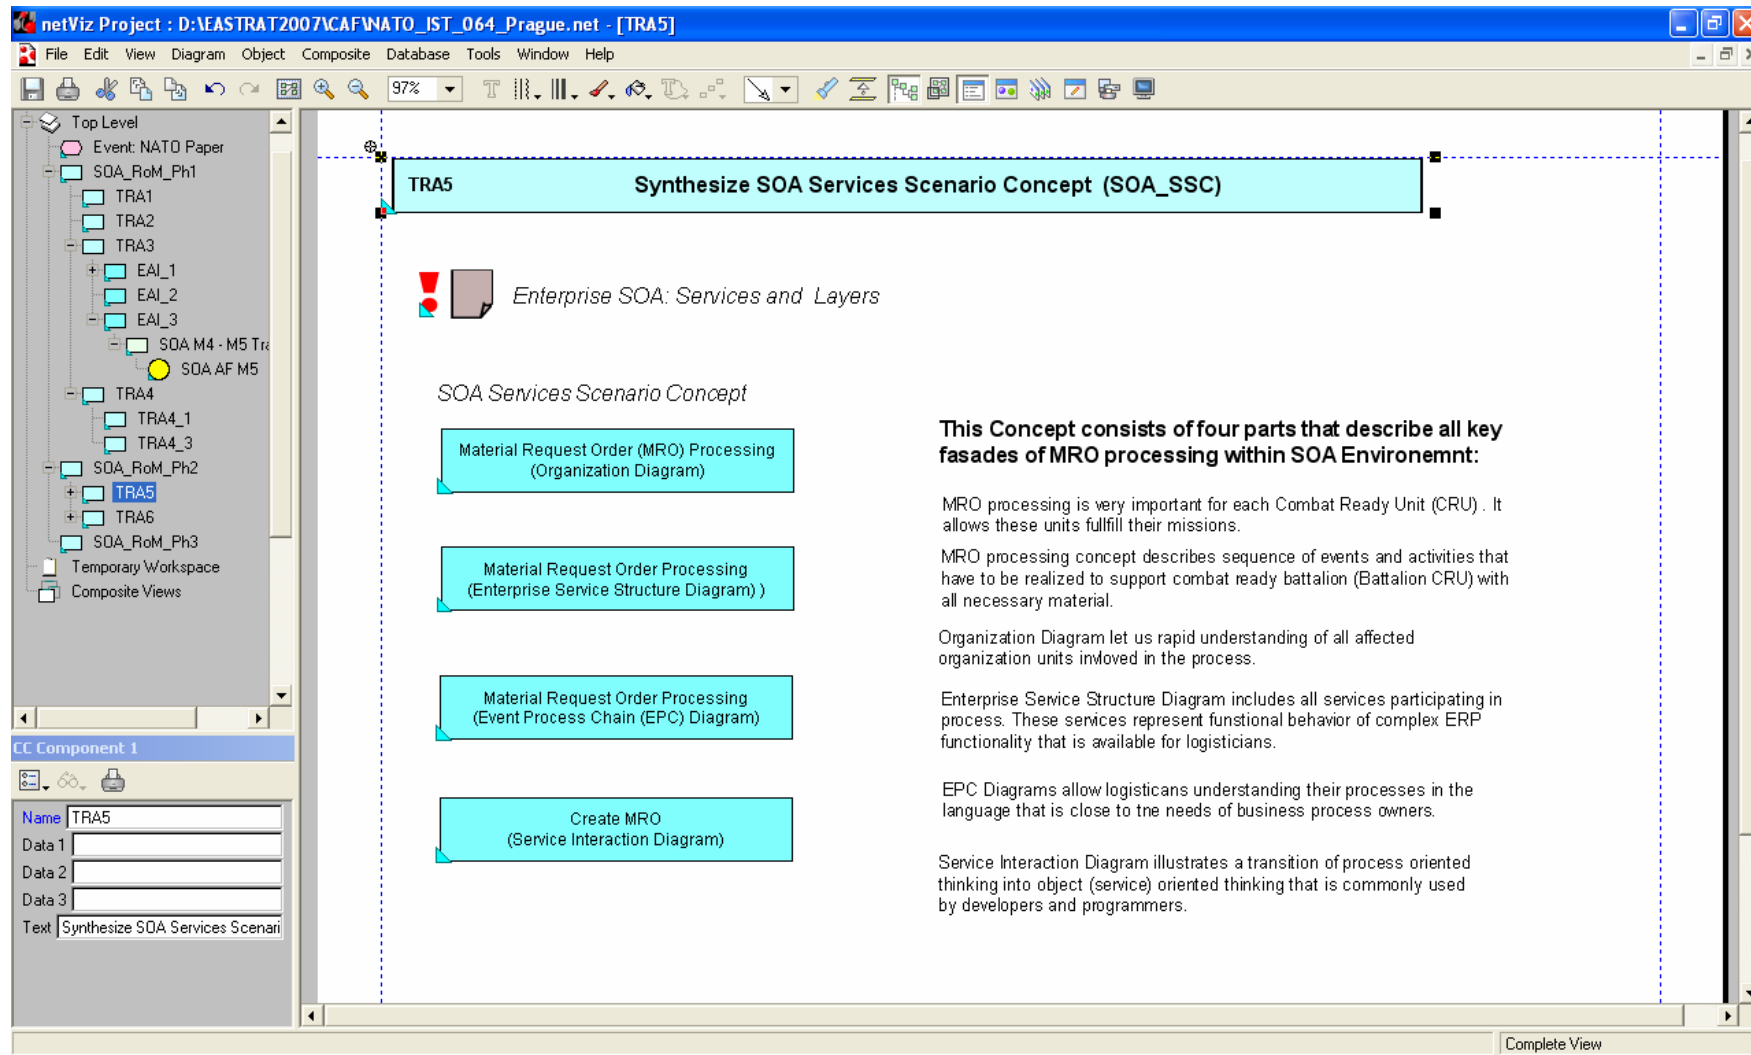 netViz Project : D:\EASTRAT2007\CAF\NATO_IST_064_Prague.net - [TRA5]
File Edit View Diagram Object Composite Database Tools Window Help
97%
Top Level
Event: NATO Paper
SOA_RoM_Ph1
TRA1
TRA2
TRA3
EAI_1
EAI_2
EAI_3
SOA M4 - M5 Tra
SOA AF M5
TRA4
TRA4_1
TRA4_3
SOA_RoM_Ph2
TRA5
TRA6
SOA_RoM_Ph3
Temporary Workspace
Composite Views
CC Component 1
Name TRA5
Data 1
Data 2
Data 3
Text Synthesize SOA Services Scenari
TRA5 Synthesize SOA Services Scenario Concept (SOA_SSC)
Enterprise SOA: Services and Layers
SOA Services Scenario Concept
Material Request Order (MRO) Processing
(Organization Diagram)
Material Request Order Processing
(Enterprise Service Structure Diagram) )
Material Request Order Processing
(Event Process Chain (EPC) Diagram)
Create MRO
(Service Interaction Diagram)
This Concept consists of four parts that describe all key
fasades of MRO processing within SOA Environemnt:
MRO processing is very important for each Combat Ready Unit (CRU) . It
allows these units fullfill their missions.
MRO processing concept describes sequence of events and activities that
have to be realized to support combat ready battalion (Battalion CRU) with
all necessary material.
Organization Diagram let us rapid understanding of all affected
organization units invloved in the process.
Enterprise Service Structure Diagram includes all services participating in
process. These services represent funstional behavior of complex ERP
functionality that is available for logisticians.
EPC Diagrams allow logisticans understanding their processes in the
language that is close to tne needs of business process owners.
Service Interaction Diagram illustrates a transition of process oriented
thinking into object (service) oriented thinking that is commonly used
by developers and programmers.
Complete View